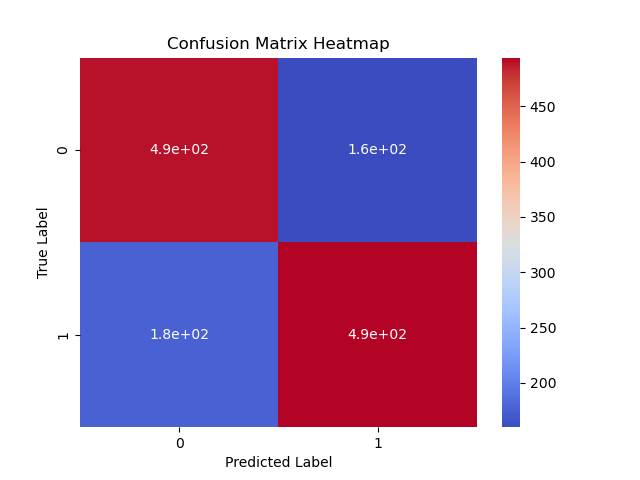 Confusion Matrix Heatmap
True Label
0
4.9e+02
1.6e+02
1
1.8e+02
4.9e+02
0
1
Predicted Label
450
400
350
300
250
200